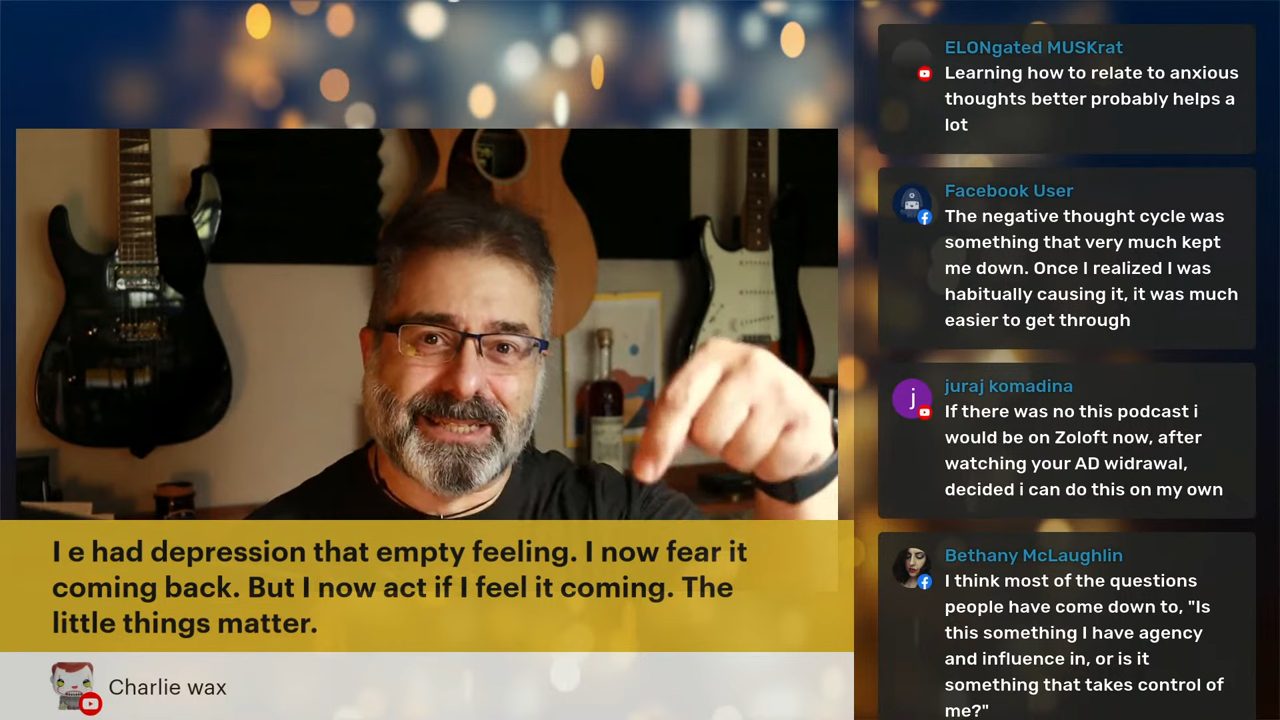 I e had depression that empty feeling. I now fear it
coming back. But I now act if I feel it coming. The
little things matter.
Charlie wax
ELONgated MUSKrat
Learning how to relate to anxious
thoughts better probably helps a
lot
Facebook User
The negative thought cycle was
something that very much kept
me down. Once I realized I was
habitually causing it, it was much
easier to get through
j
juraj komadina
If there was no this podcast i
would be on Zoloft now, after
watching your AD widrawal,
decided i can do this on my own
Bethany McLaughlin
I think most of the questions
people have come down to, "Is
this something I have agency
and influence in, or is it
something that takes control of
me?"